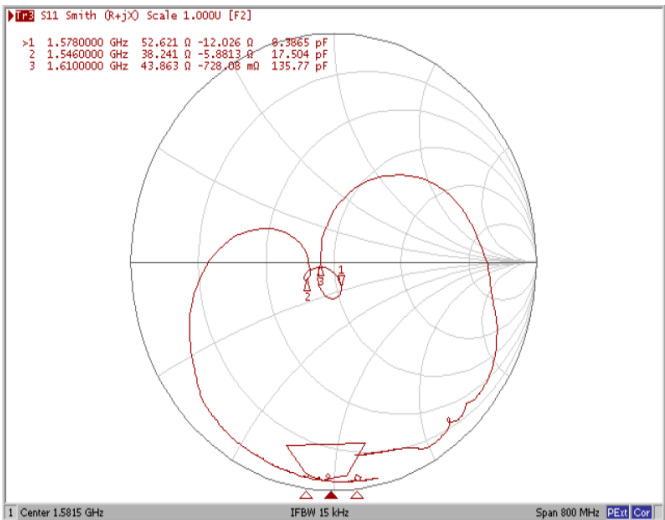 Tr3 S11 Smith (R+jX) Scale 1.000U [F2]
>1 1.5780000 GHz 52.621 Ω -12.026 Ω 8.3865 pF
2 1.5460000 GHz 38.241 Ω -5.8813 Ω 17.504 pF
3 1.6100000 GHz 43.863 Ω -728.08 mΩ 135.77 pF
1
2
3
1 Center 1.5815 GHz IFBW 15 kHz Span 800 MHz PExt Cor